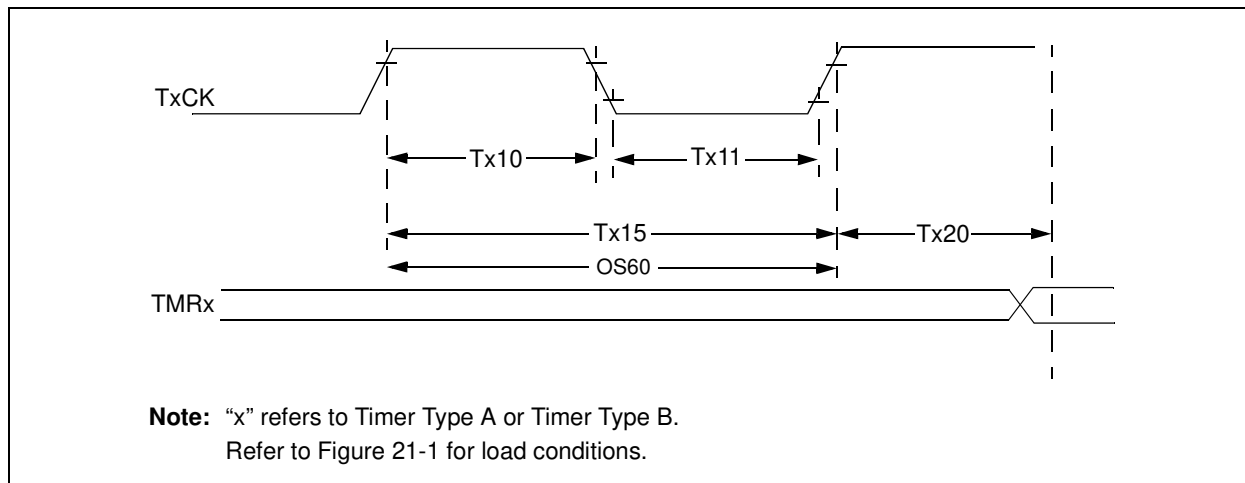 TxCK
Tx10
Tx11
Tx15
Tx20
OS60
TMRx
Note: “x” refers to Timer Type A or Timer Type B.
Refer to Figure 21-1 for load conditions.